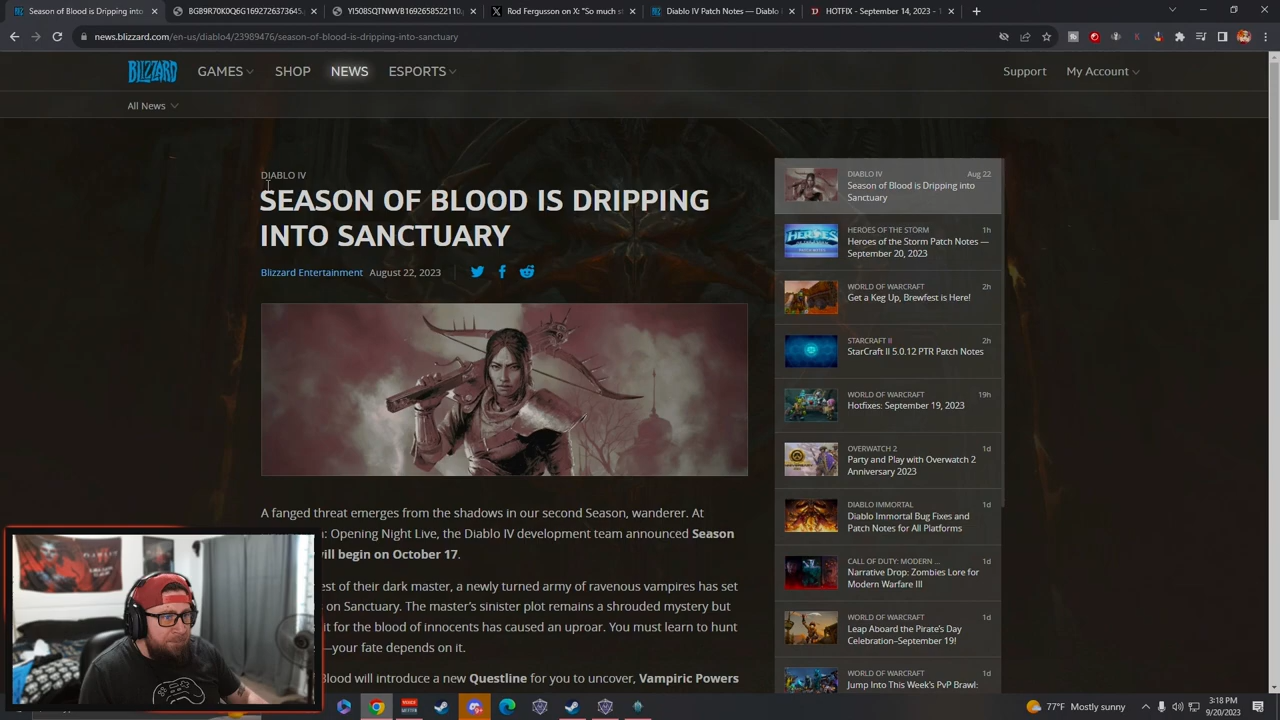 Season of Blood is Dripping into
BGB9R70K0Q6G1692726373645.
YI508SQTNWVB1692658522110
Rod Fergusson on X: "So much s
Diablo IV Patch Notes — Diablo
HOTFIX - September 14, 2023 - 1
news.blizzard.com/en-us/diablo4/23989476/season-of-blood-is-dripping-into-sanctuary
BLIZZARD
GAMES
SHOP
NEWS
ESPORTS
Support
My Account
All News
DIABLO IV
SEASON OF BLOOD IS DRIPPING
INTO SANCTUARY
Blizzard Entertainment August 22, 2023
A fanged threat emerges from the shadows in our second Season, wanderer. At
: Opening Night Live, the Diablo IV development team announced Season
ill begin on October 17.
est of their dark master, a newly turned army of ravenous vampires has set
on Sanctuary. The master's sinister plot remains a shrouded mystery but
it for the blood of innocents has caused an uproar. You must learn to hunt
—your fate depends on it.
Blood will introduce a new Questline for you to uncover, Vampiric Powers
DIABLO IV Aug 22
Season of Blood is Dripping into
Sanctuary
HEROES OF THE STORM 1h
Heroes of the Storm Patch Notes —
September 20, 2023
WORLD OF WARCRAFT 2h
Get a Keg Up, Brewfest is Here!
STARCRAFT II 2h
StarCraft II 5.0.12 PTR Patch Notes
WORLD OF WARCRAFT 19h
Hotfixes: September 19, 2023
OVERWATCH 2 1d
Party and Play with Overwatch 2
Anniversary 2023
DIABLO IMMORTAL 1d
Diablo Immortal Bug Fixes and
Patch Notes for All Platforms
CALL OF DUTY: MODERN ... 1d
Narrative Drop: Zombies Lore for
Modern Warfare III
WORLD OF WARCRAFT 1d
Leap Aboard the Pirate's Day
Celebration–September 19!
WORLD OF WARCRAFT 1d
Jump Into This Week's PvP Brawl:
77°F Mostly sunny
3:18 PM
9/20/2023